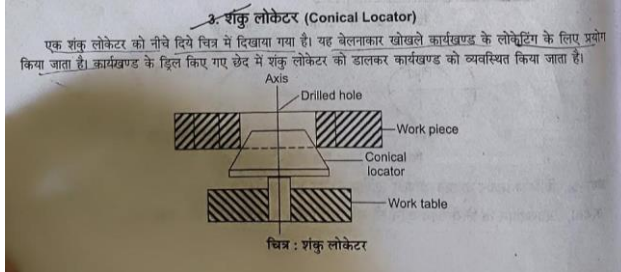 3. शंकु लोकेटर (Conical Locator)
एक शंकु लोकेटर को नीचे दिये चित्र में दिखाया गया है। यह बेलनाकार खोखले कार्यखण्ड के लोकेटिंग के लिए प्रयोग
किया जाता है। कार्यखण्ड के ड्रिल किए गए छेद में शंकु लोकेटर को डालकर कार्यखण्ड को व्यवस्थित किया जाता है।
Axis
Drilled hole
Work piece
Conical
locator
Work table
चित्र : शंकु लोकेटर